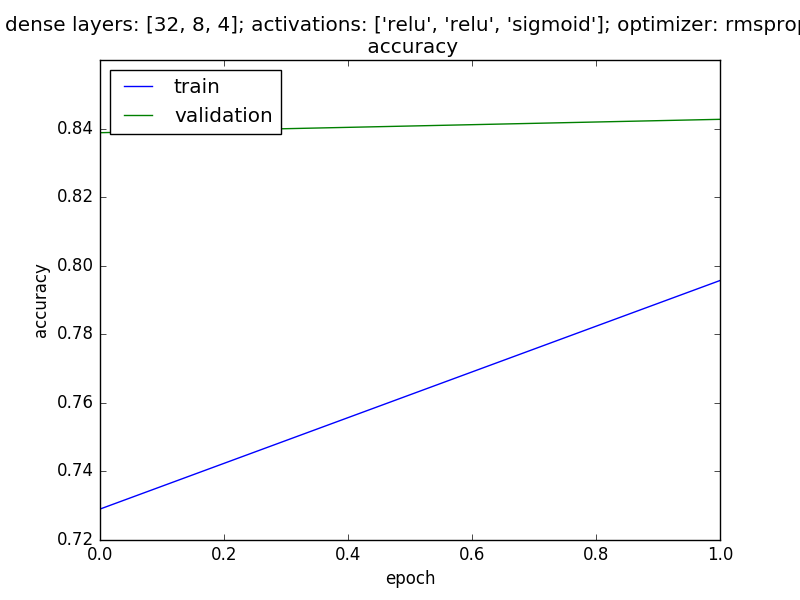 dense layers: [32, 8, 4]; activations: ['relu', 'relu', 'sigmoid']; optimizer: rmsprop
accuracy
train
validation
0.84
0.82
0.80
0.78
0.76
0.74
0.72
accuracy
0.0 0.2 0.4 0.6 0.8 1.0
epoch